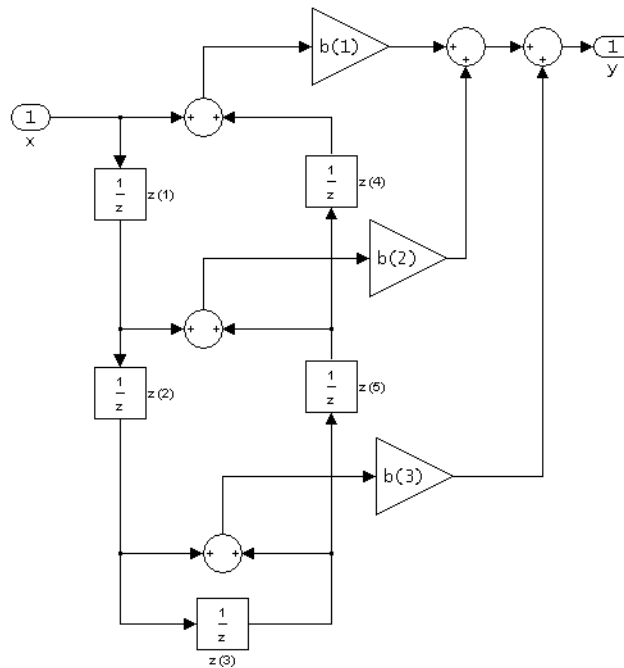 b(1)
+
+
+
+
1
y
1
x
+
+
1
z
z(1)
1
z
z(4)
b(2)
+
+
1
z
z(2)
1
z
z(5)
b(3)
+
+
1
z
z(3)